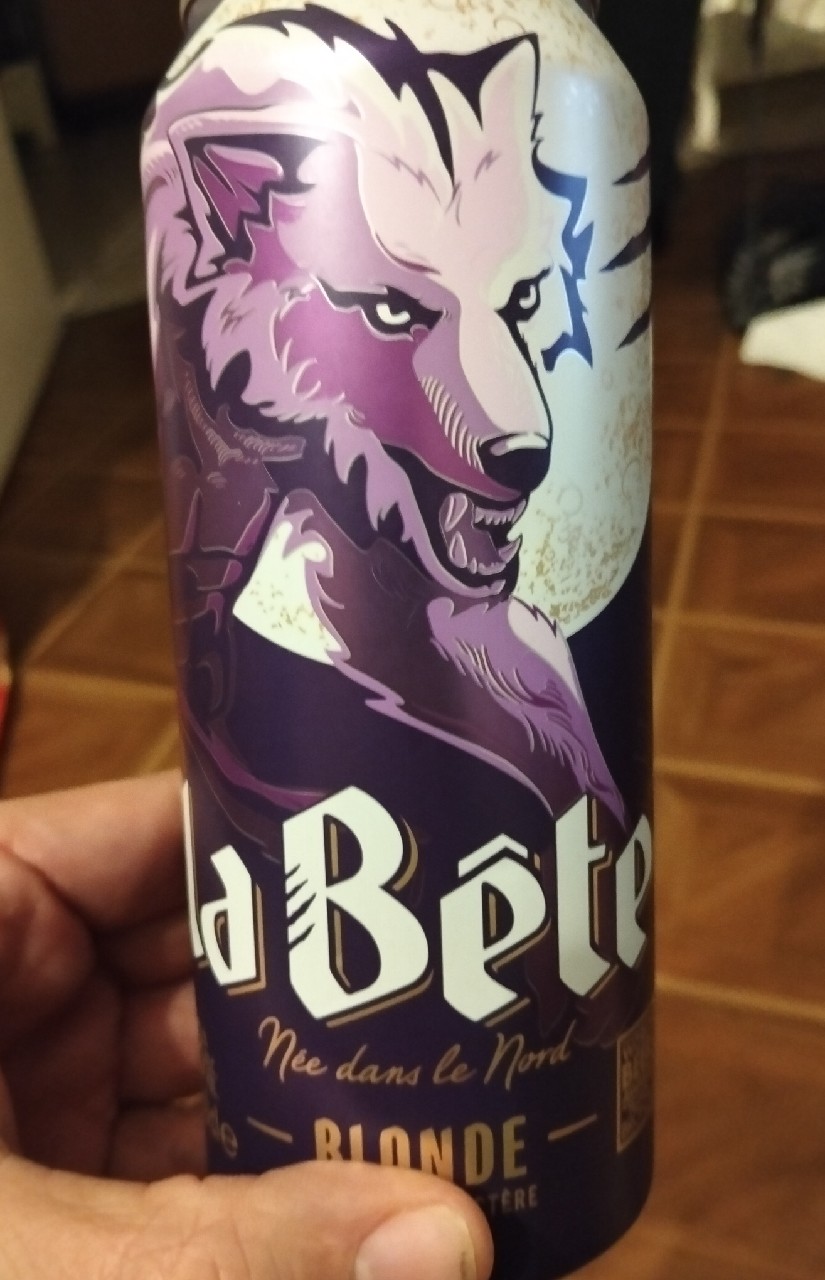 la Bête
Née dans le Nord
BLONDE